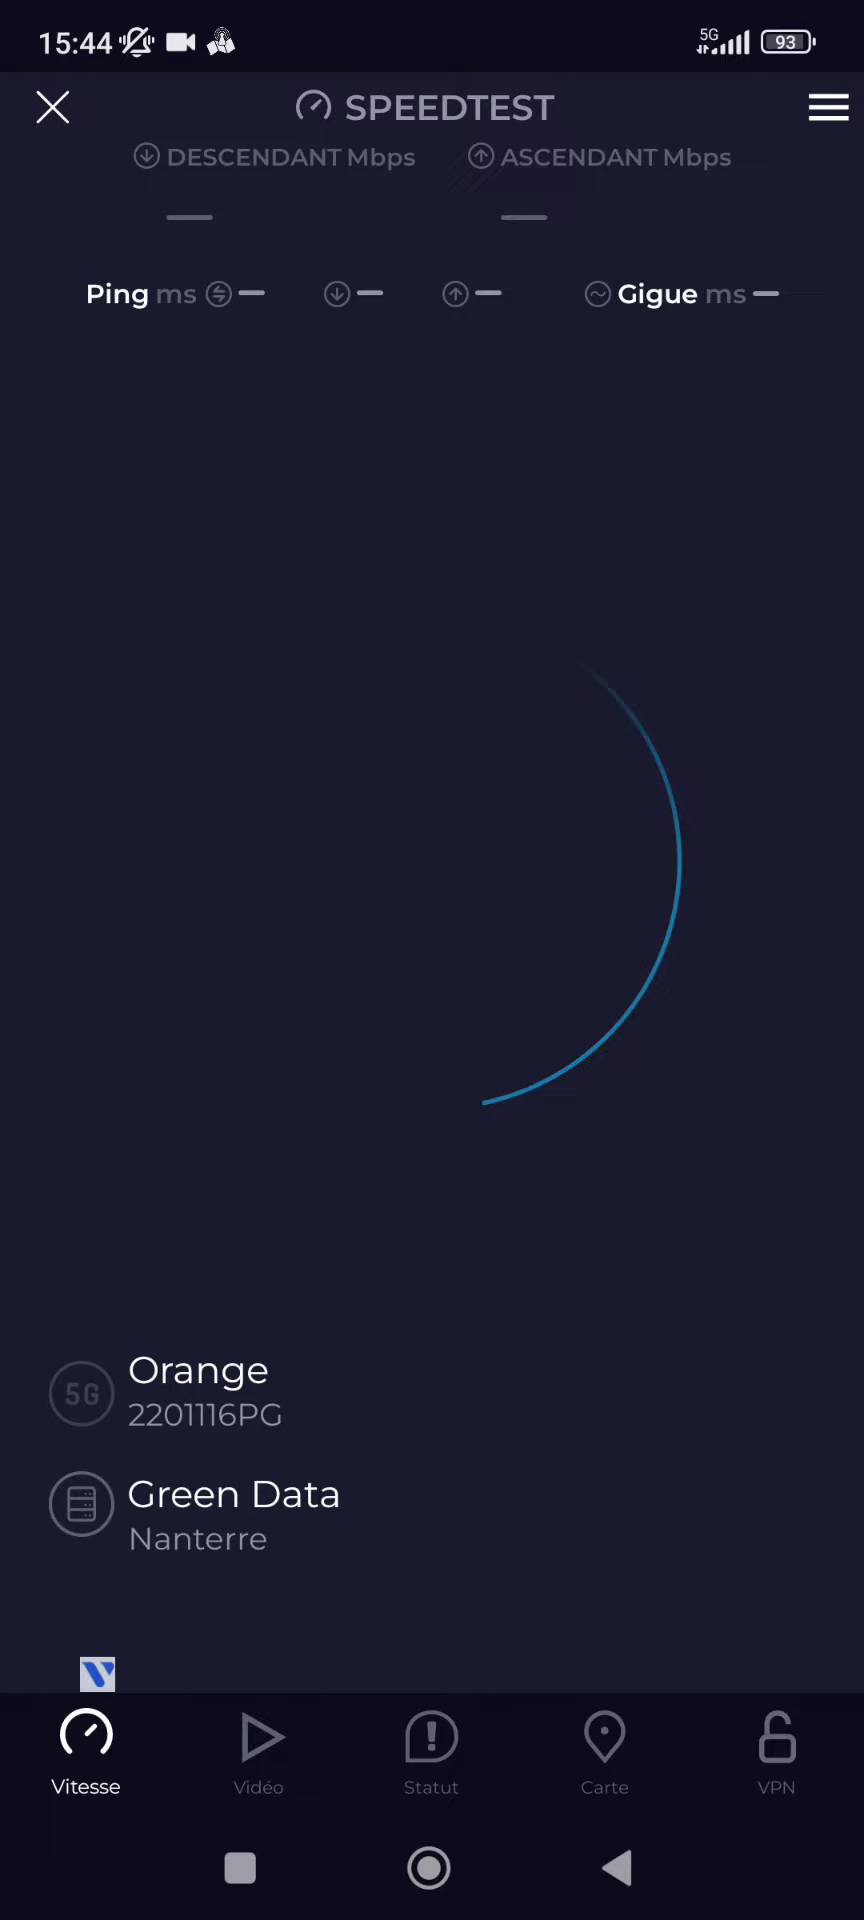 15:44
5G
93
SPEEDTEST
DESCENDANT Mbps
ASCENDANT Mbps
Ping ms
Gigue ms
5G
Orange
2201116PG
Green Data
Nanterre
Vitesse
Vidéo
Statut
Carte
VPN